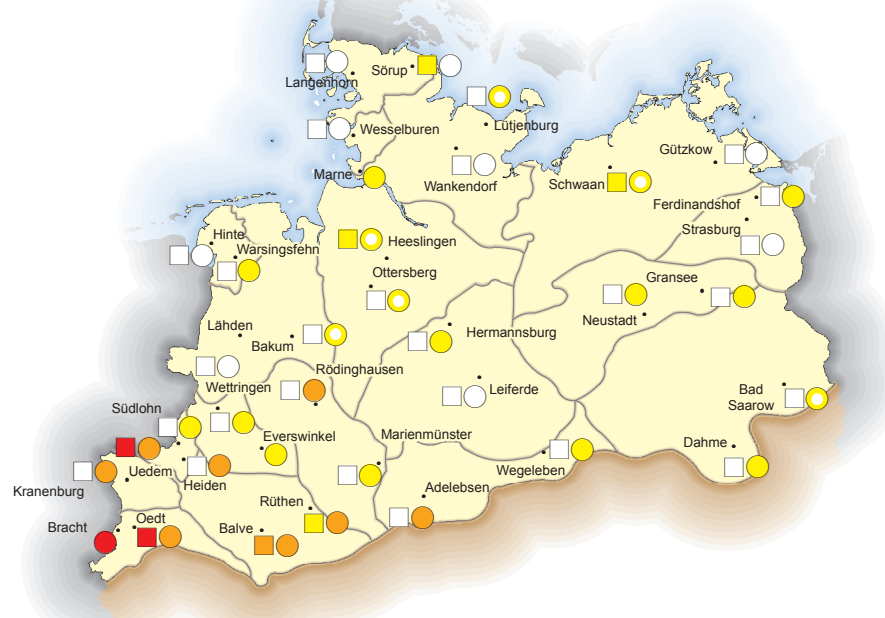 Langenhorn
Sörup
Wesselburen
Lütjenburg
Marne
Wankendorf
Schwaan
Gützkow
Ferdinandshof
Strasburg
Hinte
Warsingsfehn
Heeslingen
Ottersberg
Gransee
Neustadt
Lähden
Bakum
Hermannsburg
Rödinghausen
Wettringen
Leiferde
Bad
Saarow
Südlohn
Everswinkel
Marienmünster
Dahme
Wegeleben
Uedem
Heiden
Kranenburg
Rüthen
Adelebsen
Bracht
Oedt
Balve